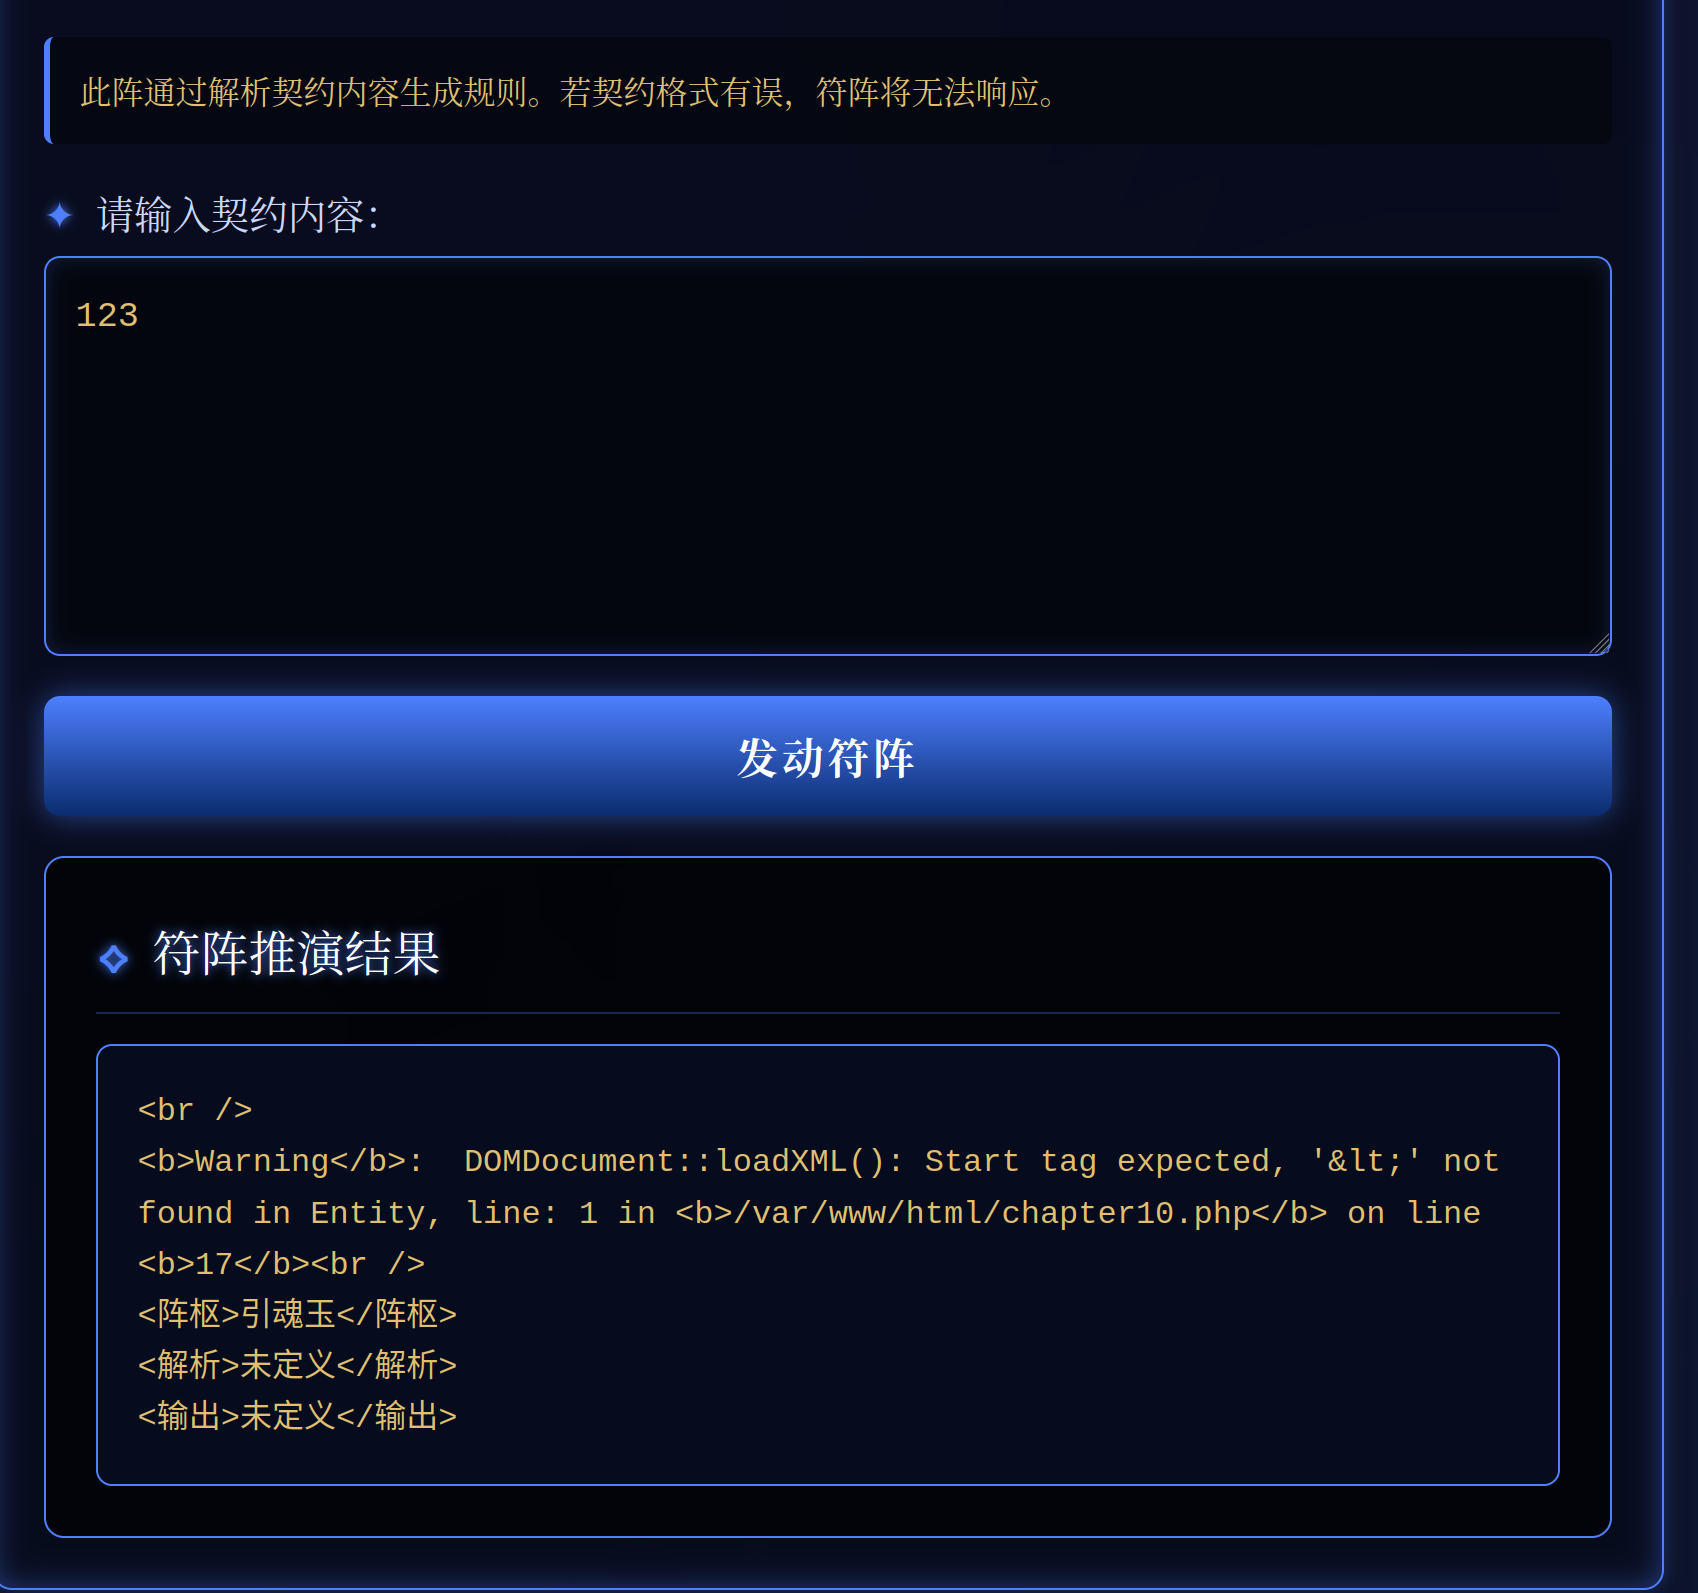 此阵通过解析契约内容生成规则。若契约格式有误，符阵将无法响应。
✦ 请输入契约内容：
123
发动符阵
符阵推演结果
<br />
<b>Warning</b>:  DOMDocument::loadXML(): Start tag expected, '&lt;' not
found in Entity, line: 1 in <b>/var/www/html/chapter10.php</b> on line
<b>17</b><br />
<阵枢>引魂玉</阵枢>
<解析>未定义</解析>
<输出>未定义</输出>